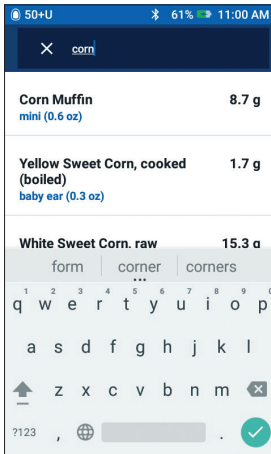 50+U 61% 11:00 AM
corn
Corn Muffin 8.7 g
mini (0.6 oz)
Yellow Sweet Corn, cooked 1.7 g
(boiled)
baby ear (0.3 oz)
White Sweet Corn, raw 15.3 g
form corner corners
1 2 3 4 5 6 7 8 9 0
q w e r t y u i o p
a s d f g h j k l
z x c v b n m
?123 , .